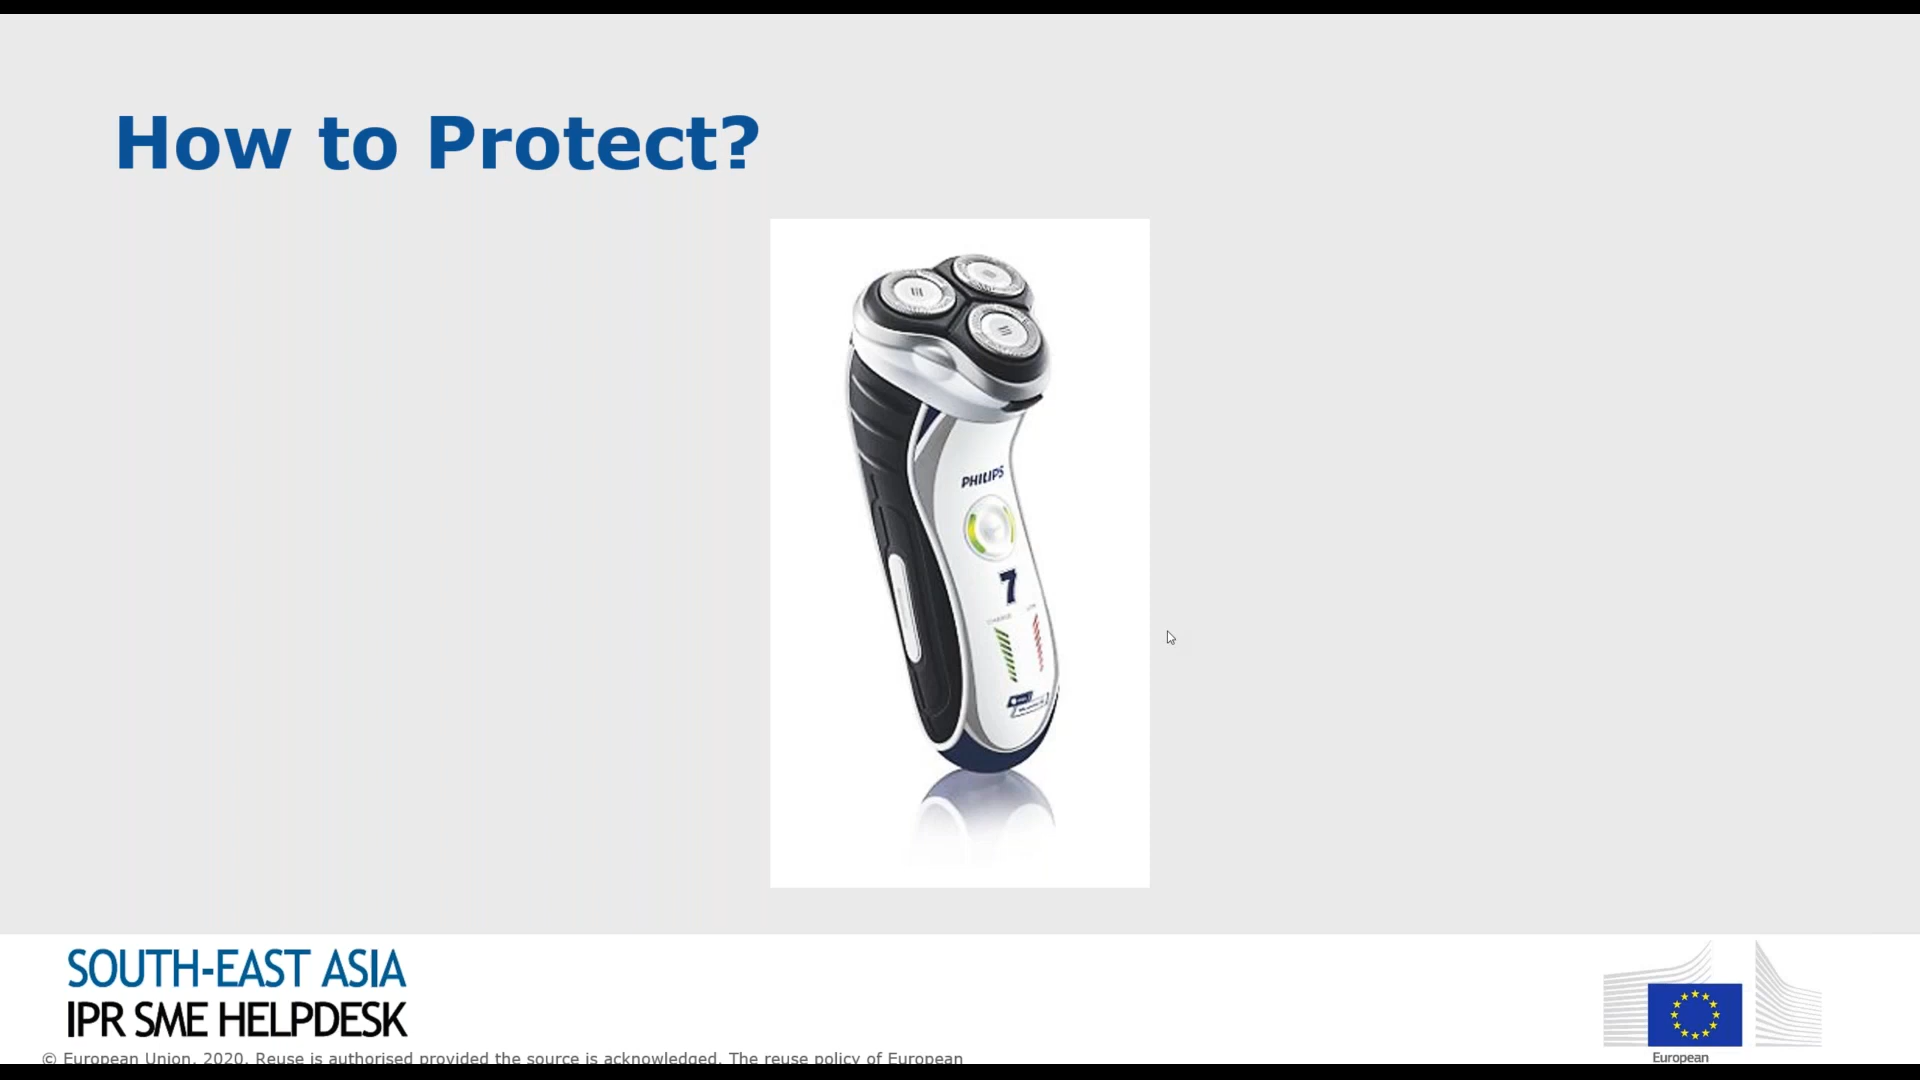 How to Protect?
PHILIPS
7
CHARGE
SOUTH-EAST ASIA
IPR SME HELPDESK
© European Union, 2020. Reuse is authorised provided the source is acknowledged. The reuse policy of European
European